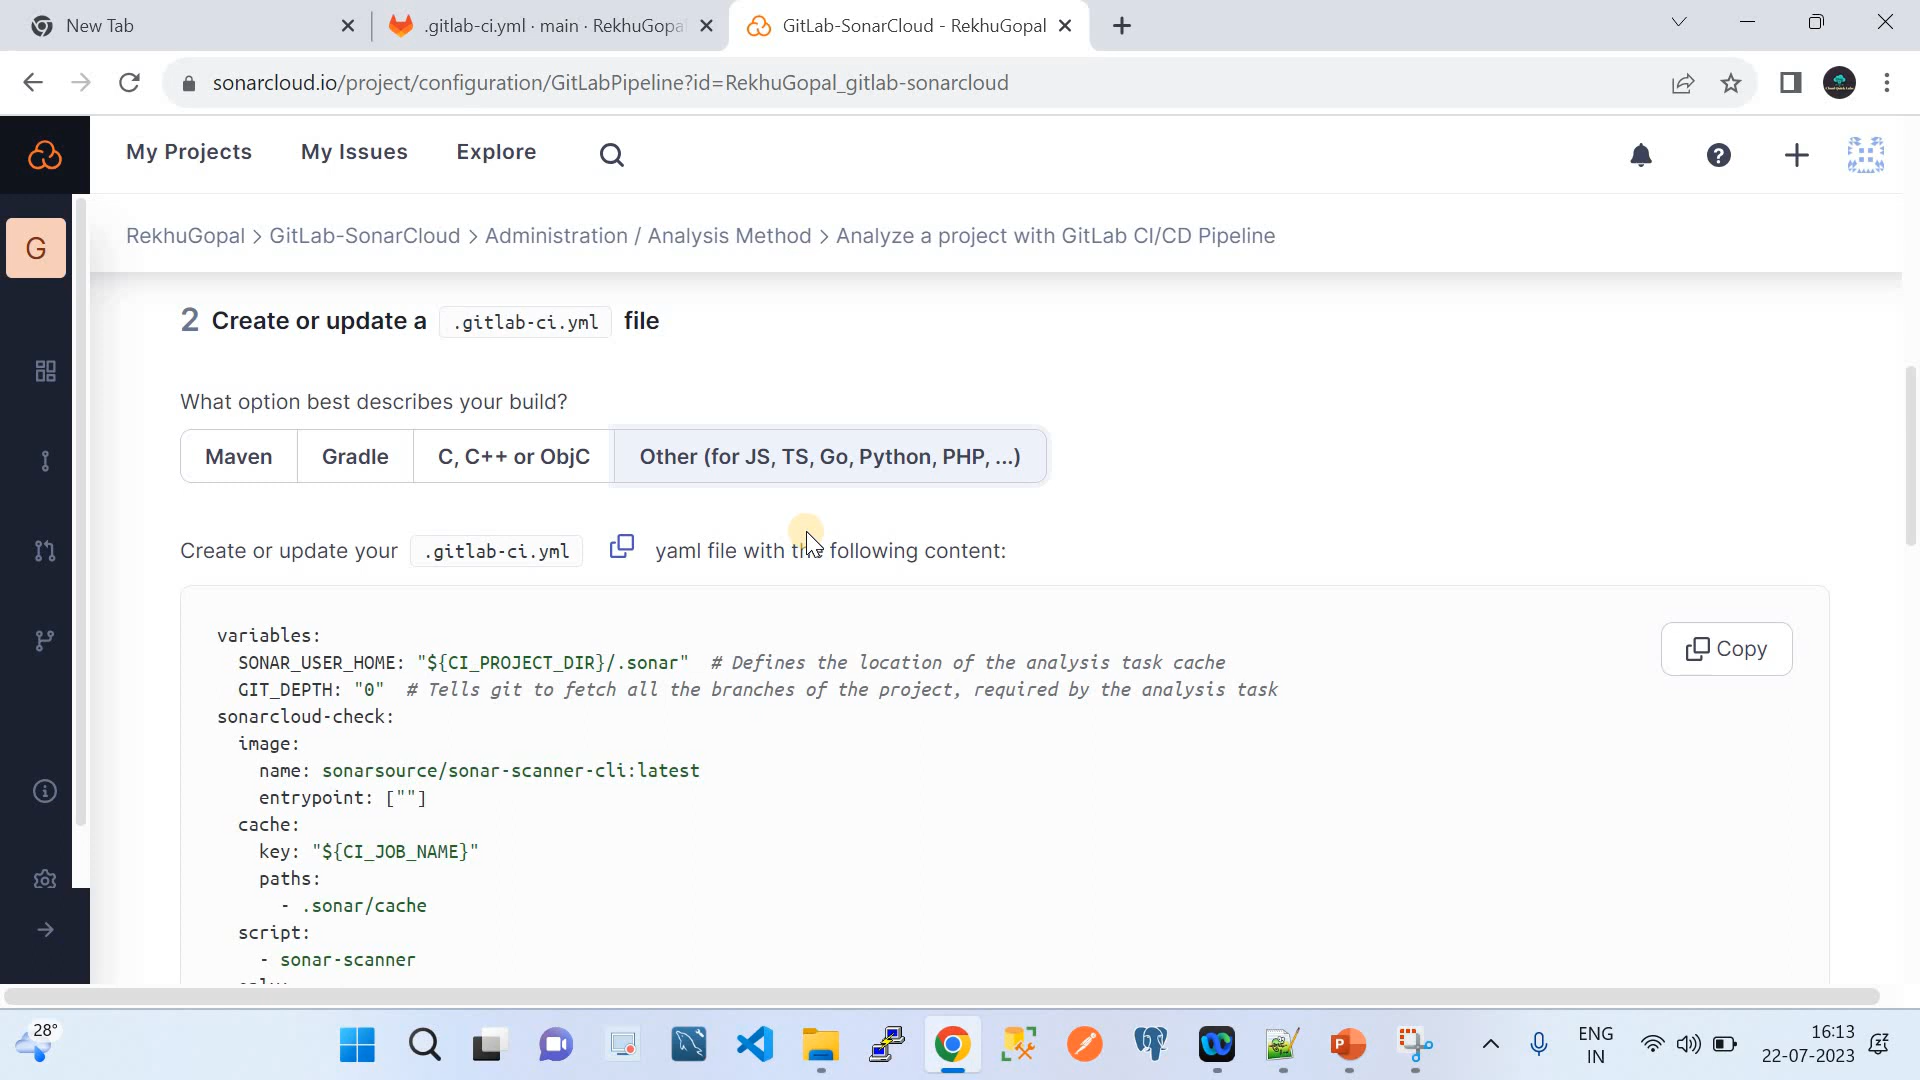 New Tab
.gitlab-ci.yml · main · RekhuGopal
GitLab-SonarCloud - RekhuGopal
sonarcloud.io/project/configuration/GitLabPipeline?id=RekhuGopal_gitlab-sonarcloud
My Projects My Issues Explore
G
RekhuGopal > GitLab-SonarCloud > Administration / Analysis Method > Analyze a project with GitLab CI/CD Pipeline
2 Create or update a .gitlab-ci.yml file
What option best describes your build?
Maven Gradle C, C++ or ObjC Other (for JS, TS, Go, Python, PHP, ...)
Create or update your .gitlab-ci.yml yaml file with the following content:
Copy
variables:
SONAR_USER_HOME: "${CI_PROJECT_DIR}/.sonar" # Defines the location of the analysis task cache
GIT_DEPTH: "0" # Tells git to fetch all the branches of the project, required by the analysis task
sonarcloud-check:
image:
name: sonarsource/sonar-scanner-cli:latest
entrypoint: [""]
cache:
key: "${CI_JOB_NAME}"
paths:
- .sonar/cache
script:
- sonar-scanner
28°
ENG
IN
16:13
22-07-2023